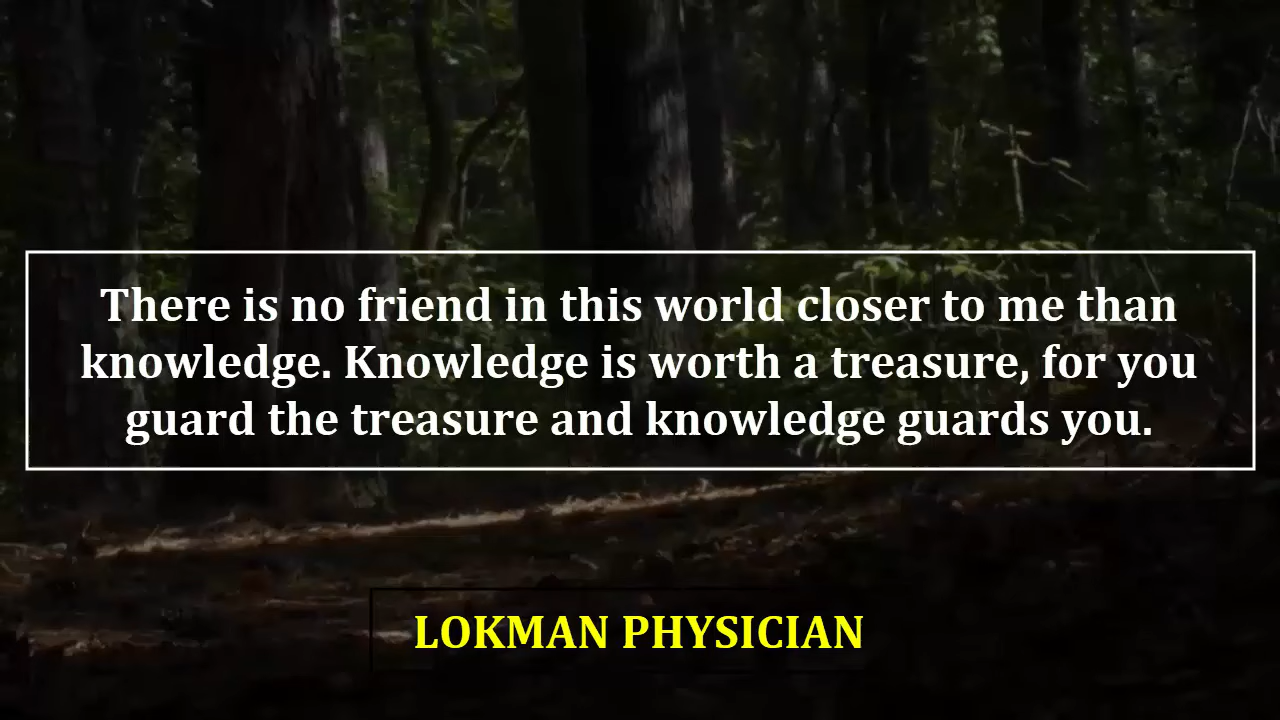 There is no friend in this world closer to me than
knowledge. Knowledge is worth a treasure, for you
guard the treasure and knowledge guards you.
LOKMAN PHYSICIAN